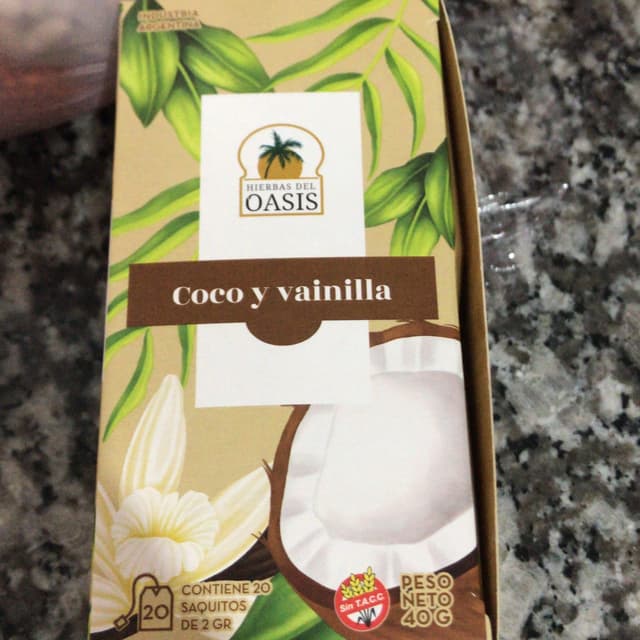 INDUSTRIA
ARGENTINA
HIERBAS DEL
OASIS
Coco y vainilla
20
CONTIENE 20
SAQUITOS
DE 2 GR
Sin T.A.C.C.
PESO
NETO
40G